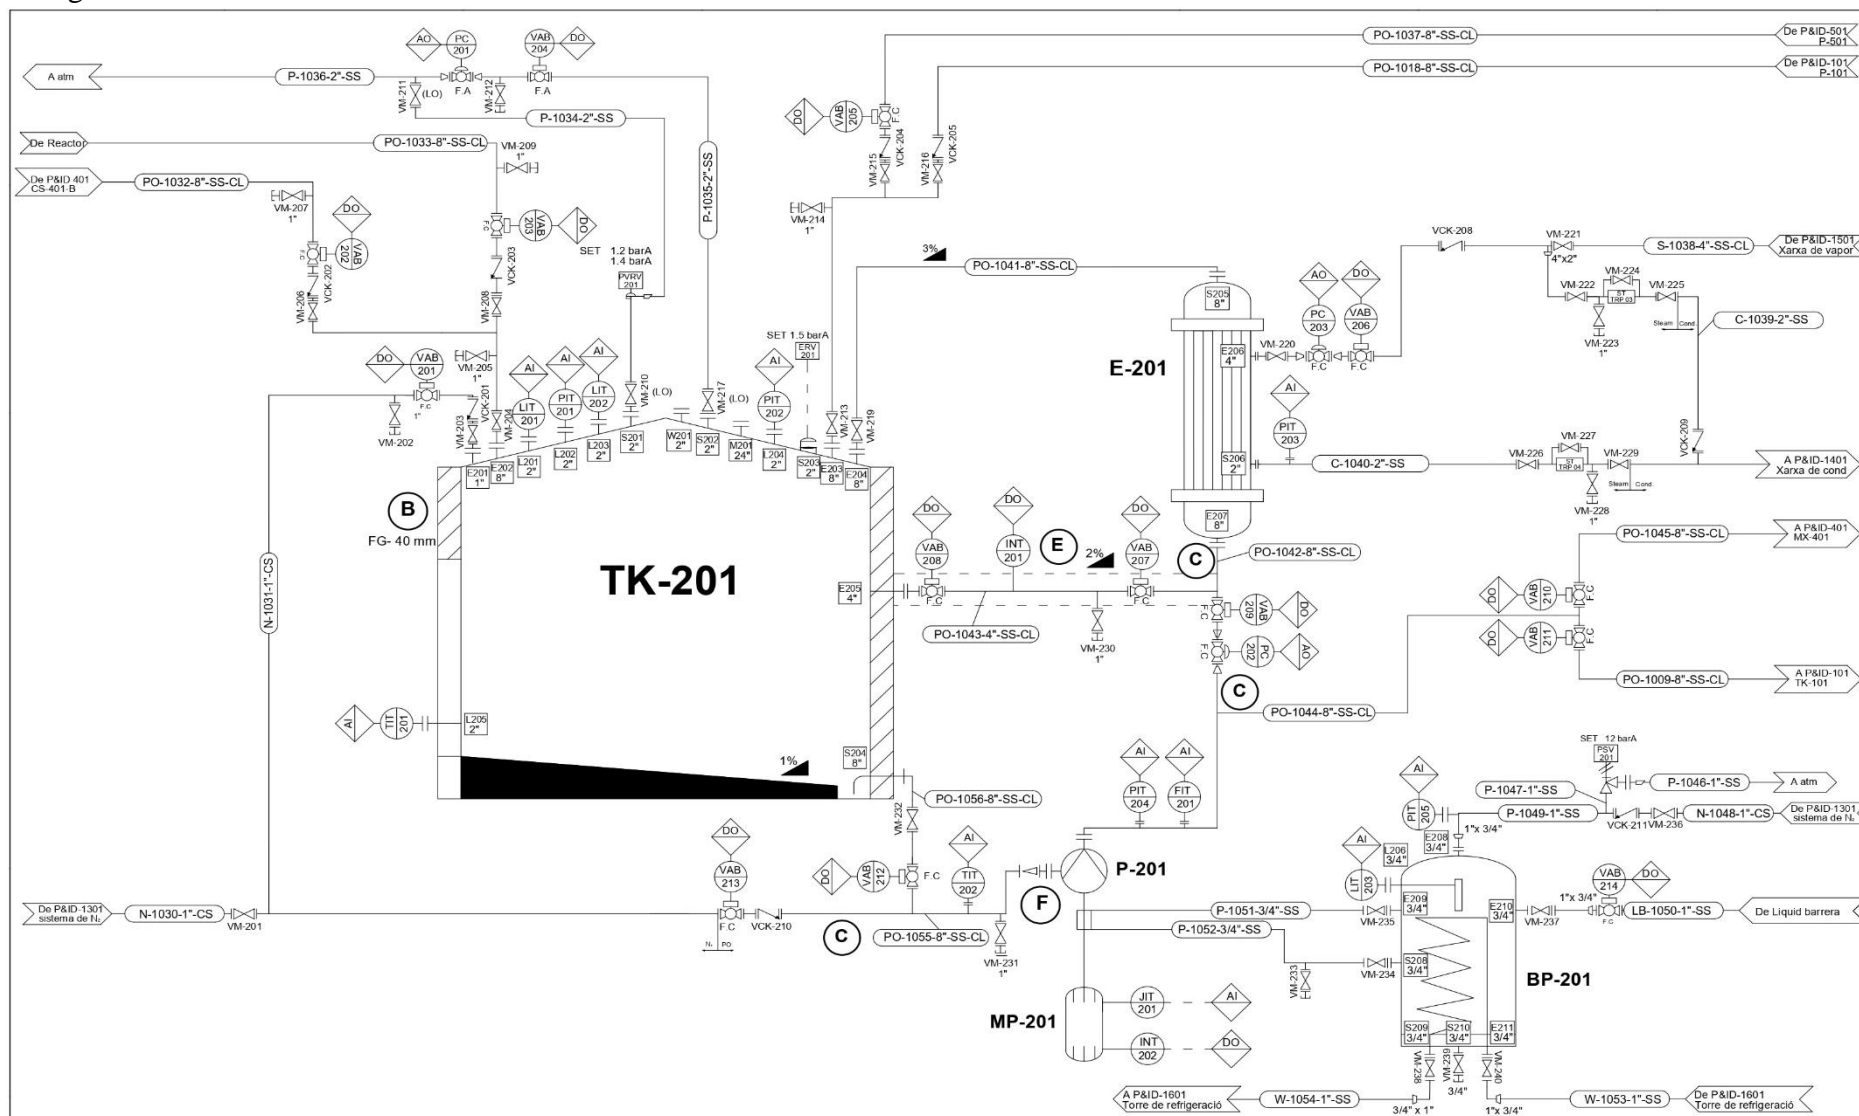 AO
PC
201
VAB
204
DO
PO-1037-8"-SS-CL
De P&ID-501
P-501
A atm
P-1036-2"-SS
VM-211
(LO)
F.A
VM-212
F.A
PO-1018-8"-SS-CL
De P&ID-101
P-101
P-1034-2"-SS
DO
VAB
205
F.C
VCK-204
VM-215
VM-216
VCK-205
De Reactor
PO-1033-8"-SS-CL
VM-209
1"
De P&ID 401
CS-401-B
PO-1032-8"-SS-CL
VM-207
1"
DO
VAB
202
F.C
VCK-202
VM-206
F.C
VAB
203
DO
VCK-203
VM-208
P-1035-2"-SS
SET
1.2 barA
1.4 barA
PVRV
201
VM-214
1"
3%
PO-1041-8"-SS-CL
VCK-208
VM-221
S-1038-4"-SS-CL
De P&ID-1501
Xarxa de vapor
4"x2"
VM-222
VM-224
ST
TRP 03
VM-225
VM-223
1"
Steam
Cond.
C-1039-2"-SS
S205
8"
AO
PC
203
F.C
DO
VAB
206
F.C
VM-220
E206
4"
E-201
SET 1.5 barA
ERV
201
DO
VAB
201
F.C
1"
VM-205
1"
VM-202
VM-203
VCK-201
VM-204
AI
LIT
201
AI
PIT
201
AI
LIT
202
VM-210
(LO)
VM-217
(LO)
AI
PIT
202
VM-213
VM-219
E201
1"
E202
8"
L201
2"
L202
2"
L203
2"
S201
2"
W201
2"
S202
2"
M201
24"
L204
2"
S203
2"
E203
8"
E204
8"
AI
PIT
203
S206
2"
C-1040-2"-SS
VM-226
VM-227
ST
TRP 04
VM-229
VM-228
1"
Steam
Cond.
VCK-209
A P&ID-1401
Xarxa de cond
E207
8"
B
FG- 40 mm
TK-201
N-1031-1"-CS
DO
VAB
208
F.C
DO
INT
201
E
2%
DO
VAB
207
F.C
C
PO-1042-8"-SS-CL
PO-1045-8"-SS-CL
A P&ID-401
MX-401
E205
4"
PO-1043-4"-SS-CL
VM-230
1"
F.C
VAB
209
DO
F.C
PC
202
AO
C
DO
VAB
210
F.C
DO
VAB
211
F.C
PO-1009-8"-SS-CL
A P&ID-101
TK-101
PO-1044-8"-SS-CL
AI
TIT
201
L205
2"
1%
S204
8"
PO-1056-8"-SS-CL
VM-232
AI
PIT
204
AI
FIT
201
SET 12 barA
PSV
201
P-1046-1"-SS
A atm
P-1047-1"-SS
AI
PIT
205
P-1049-1"-SS
VCK-211
VM-236
N-1048-1"-CS
De P&ID-1301
sistema de N₂
1"x 3/4"
E208
3/4"
L206
3/4"
AI
LIT
203
P-201
F
DO
VAB
213
F.C
DO
VAB
212
F.C
AI
TIT
202
De P&ID-1301
sistema de N₂
N-1030-1"-CS
VM-201
VCK-210
N₂
PO
C
PO-1055-8"-SS-CL
VM-231
1"
P-1051-3/4"-SS
VM-235
E209
3/4"
E210
3/4"
VM-237
1"x 3/4"
VAB
214
F.C
DO
LB-1050-1"-SS
De Liquid barrera
P-1052-3/4"-SS
VM-233
VM-234
S208
3/4"
BP-201
MP-201
JIT
201
AI
INT
202
DO
S209
3/4"
S210
3/4"
E211
3/4"
VM-238
VM-239
3/4"
VM-240
A P&ID-1601
Torre de refrigeració
W-1054-1"-SS
3/4" x 1"
1"x 3/4"
W-1053-1"-SS
De P&ID-1601
Torre de refrigeració